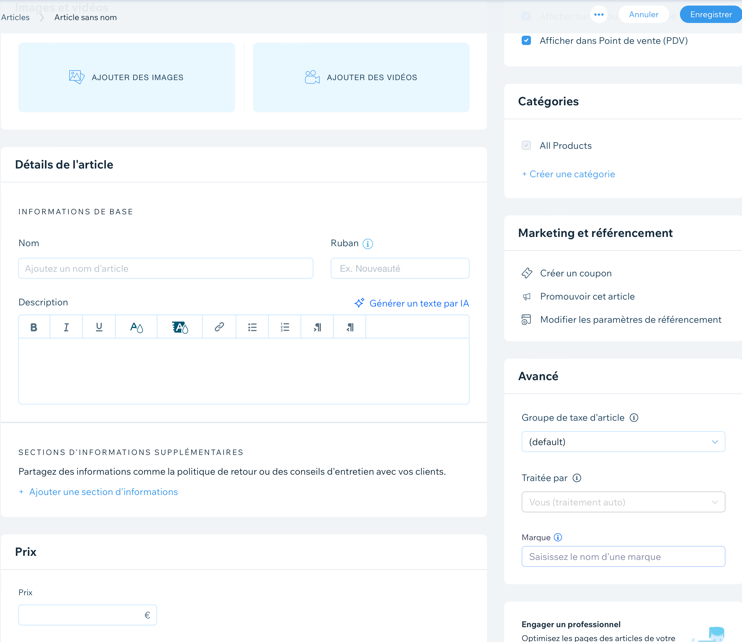 Images et vidéos
Articles > Article sans nom
Annuler
Enregistrer
AJOUTER DES IMAGES
AJOUTER DES VIDÉOS
Détails de l'article
INFORMATIONS DE BASE
Nom
Ruban
Ajoutez un nom d'article
Ex. Nouveauté
Description
Générer un texte par IA
B I U A A
SECTIONS D'INFORMATIONS SUPPLÉMENTAIRES
Partagez des informations comme la politique de retour ou des conseils d'entretien avec vos clients.
+ Ajouter une section d'informations
Prix
Prix
€
Afficher dans Point de vente (PDV)
Catégories
All Products
+ Créer une catégorie
Marketing et référencement
Créer un coupon
Promouvoir cet article
Modifier les paramètres de référencement
Avancé
Groupe de taxe d'article
(default)
Traitée par
Vous (traitement auto)
Marque
Saisissez le nom d'une marque
Engager un professionnel
Optimisez les pages des articles de votre